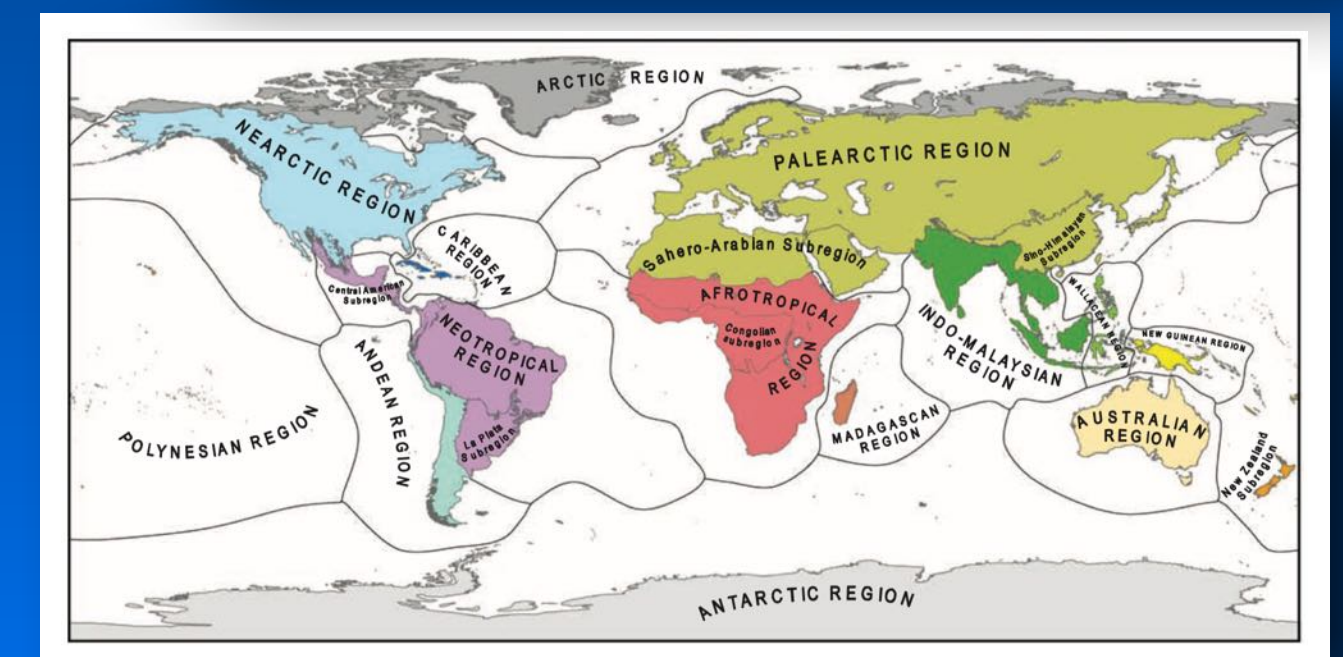 ARCTIC REGION
NEARCTIC REGION
PALEARCTIC REGION
CARIBBEAN
REGION
Sahero-Arabian Subregion
Sino-Himalayan
Subregion
Central American
Subregion
AFROTROPICAL
REGION
Congolian
subregion
WALLACEAN REGION
NEOTROPICAL
REGION
INDO-MALAYSIAN
REGION
NEW GUINEAN REGION
ANDEAN REGION
POLYNESIAN REGION
La Plata
Subregion
MADAGASCAN
REGION
AUSTRALIAN
REGION
New Zealand
Subregion
ANTARCTIC REGION